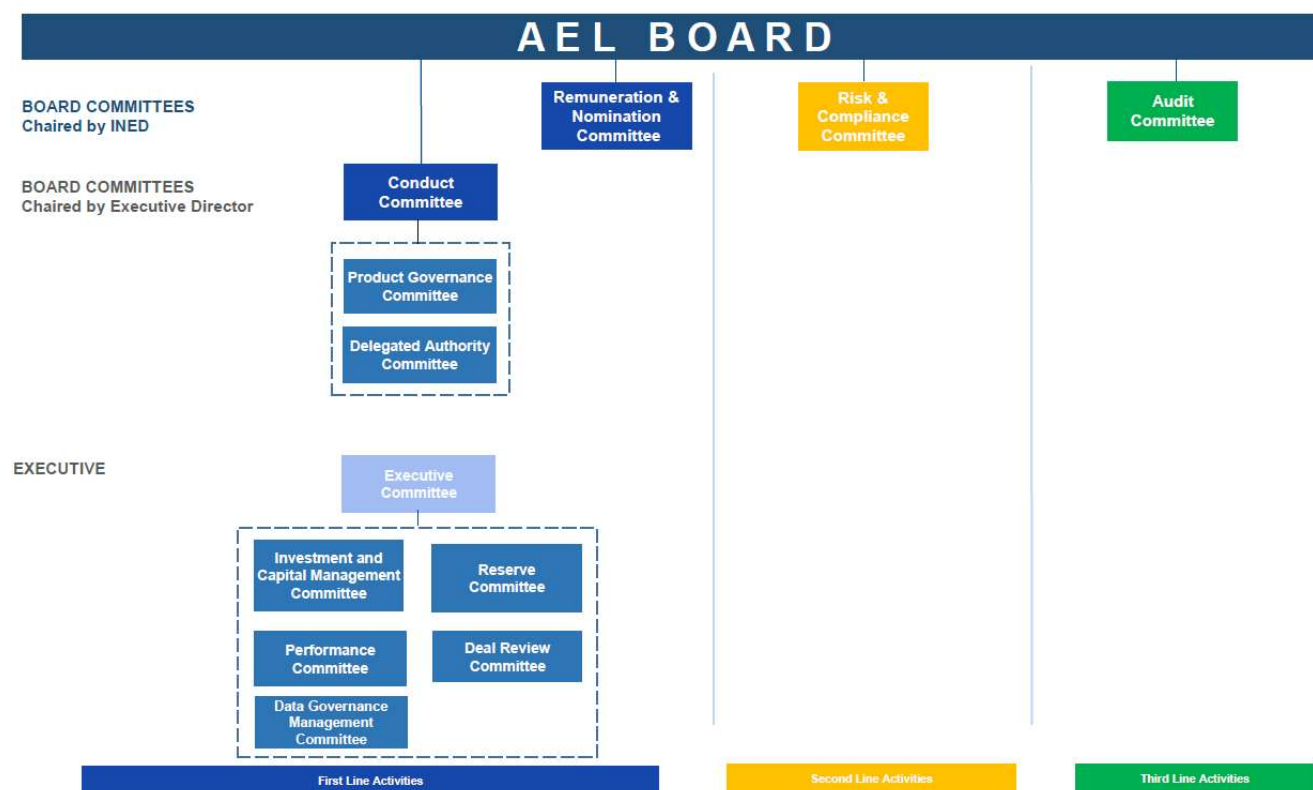 AEL BOARD
BOARD COMMITTEES
Chaired by INED
Remuneration &
Nomination
Committee
Risk &
Compliance
Committee
Audit
Committee
BOARD COMMITTEES
Chaired by Executive Director
Conduct
Committee
Product Governance
Committee
Delegated Authority
Committee
EXECUTIVE
Executive
Committee
Investment and
Capital Management
Committee
Reserve
Committee
Performance
Committee
Deal Review
Committee
Data Governance
Management
Committee
First Line Activities
Second Line Activities
Third Line Activities